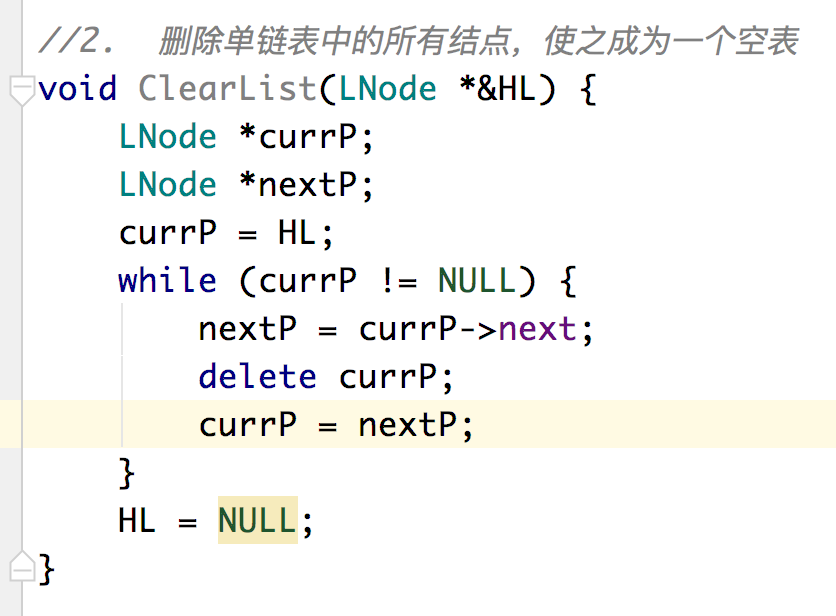 //2.  删除单链表中的所有结点，使之成为一个空表
void ClearList(LNode *&HL) {
    LNode *currP;
    LNode *nextP;
    currP = HL;
    while (currP != NULL) {
        nextP = currP->next;
        delete currP;
        currP = nextP;
    }
    HL = NULL;
}